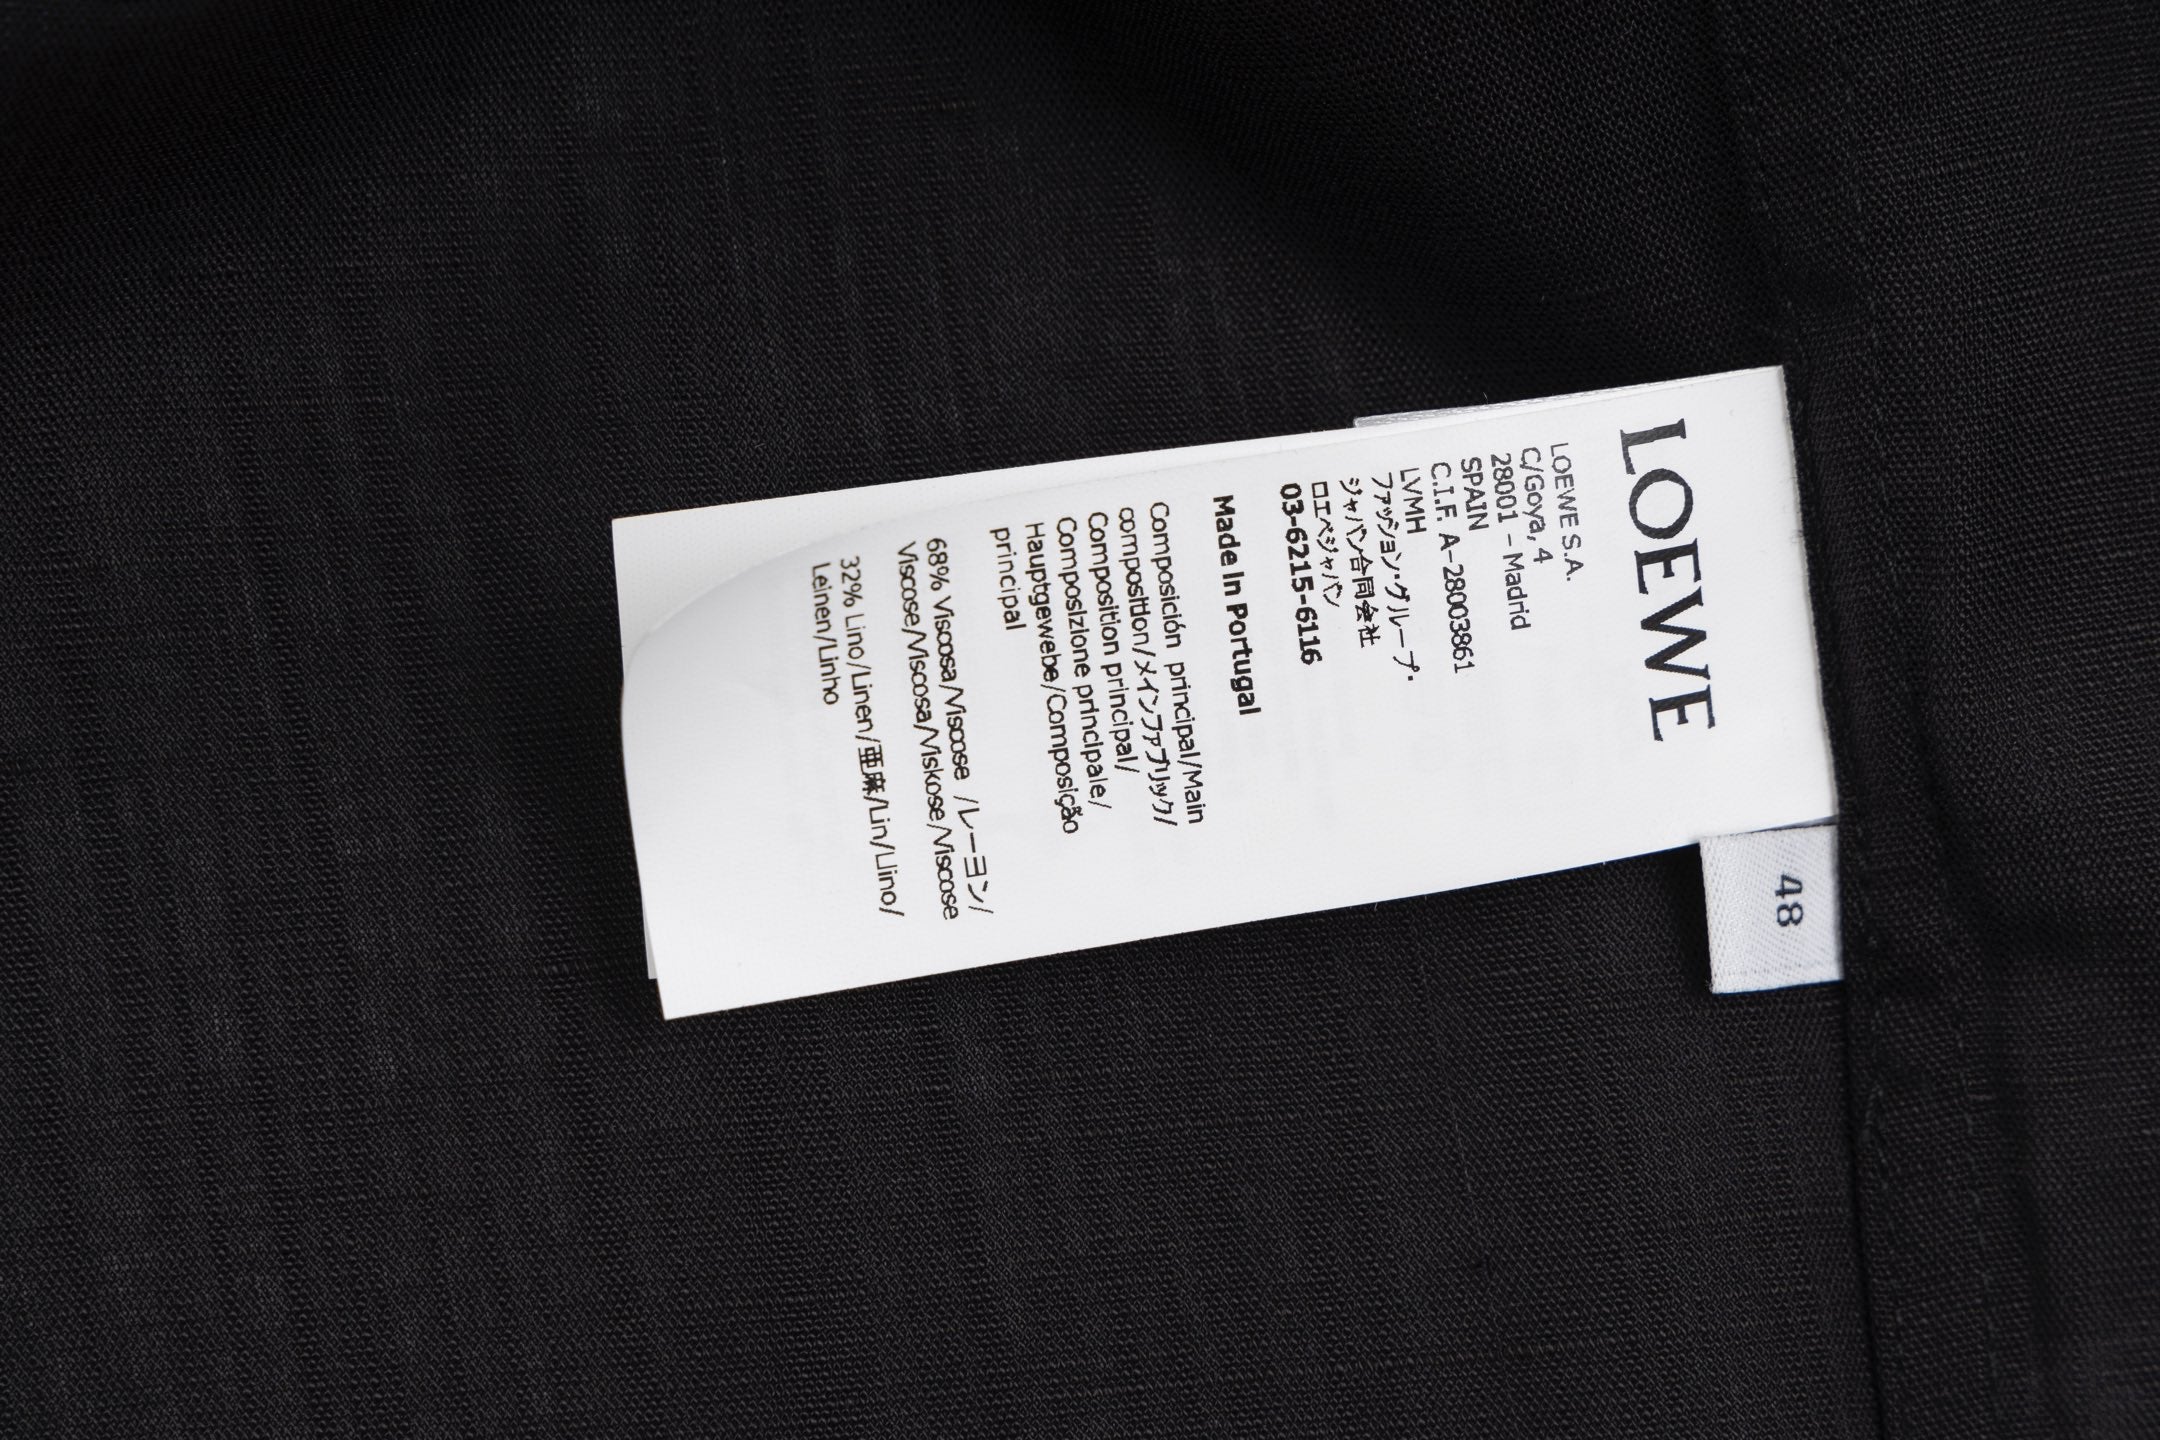 LOEWE
LOEWE S.A.
C/Goya, 4
28001 - Madrid
SPAIN
C.I.F. A-28003861
LVMH
ファッション・グループ・
ジャパン合同会社
ロエベジャパン
03-6215-6116
Made In Portugal
Composición principal/Main
composition/メインファブリック/
Composition principal/
Composizione principale/
Hauptgewebe/Composição
principal
68% Viscosa/Viscose /レーヨン/
Viscose/Viscosa/Viskose/Viscose
32% Lino/Linen/亜麻/Lin/Llino/
Leinen/Linho
48